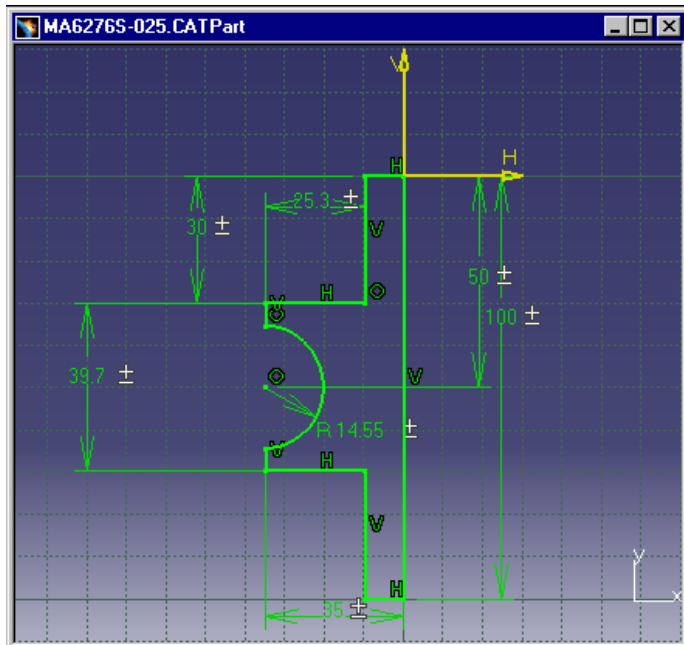 MA6276S-025.CATPart
V
H
H
25.3 ±
30 ±
V
50 ±
H
V
100 ±
39.7 ±
V
R 14.55 ±
V
H
V
y
H
x
35 ±